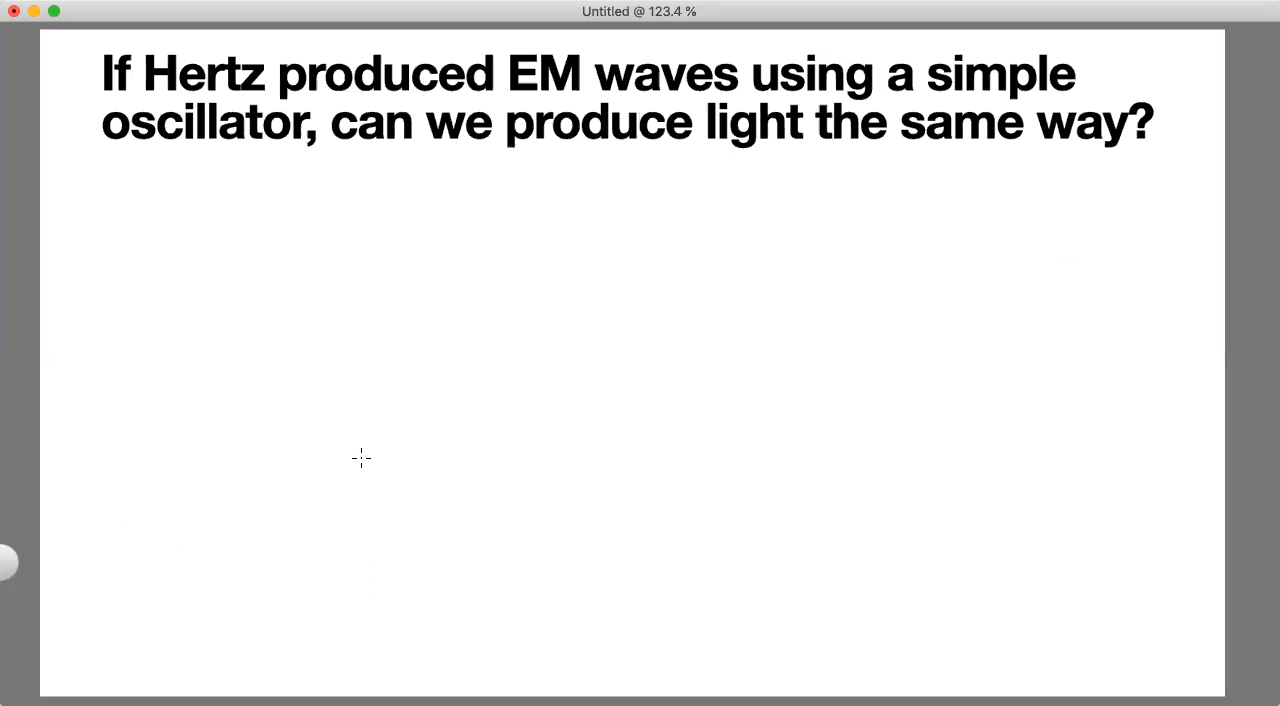 Untitled @ 123.4 %
If Hertz produced EM waves using a simple
oscillator, can we produce light the same way?